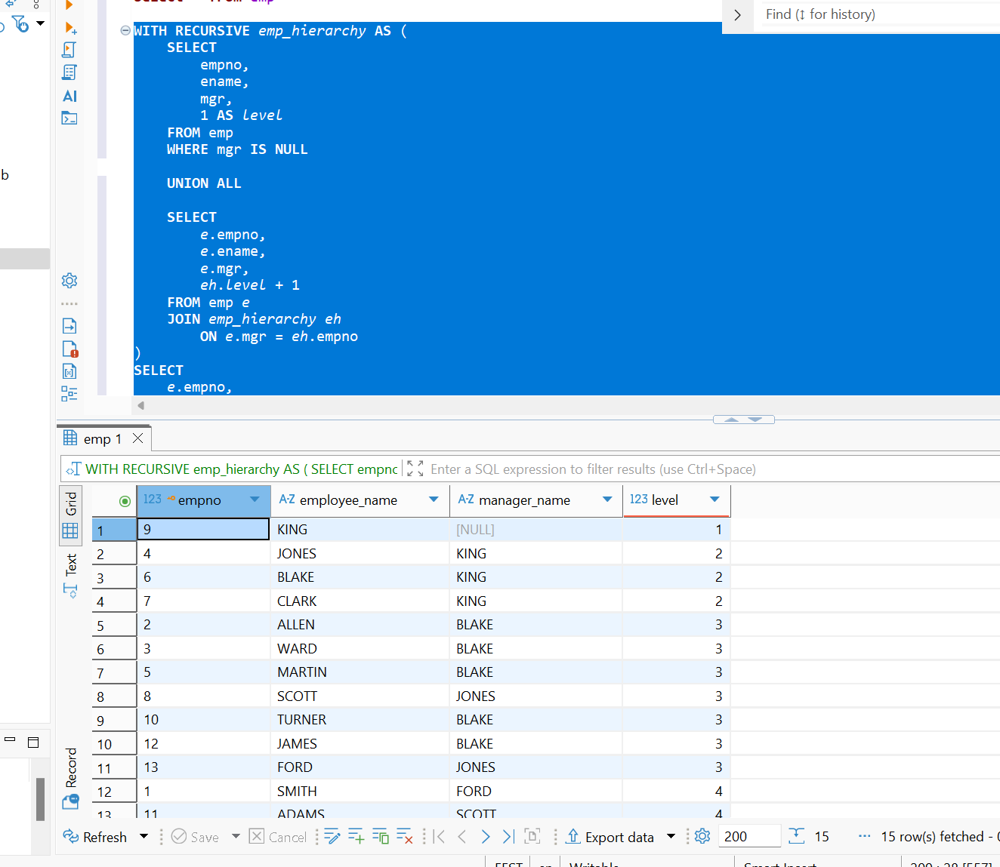 Find (↕ for history)
WITH RECURSIVE emp_hierarchy AS (
SELECT
empno,
ename,
mgr,
1 AS level
FROM emp
WHERE mgr IS NULL
UNION ALL
SELECT
e.empno,
e.ename,
e.mgr,
eh.level + 1
FROM emp e
JOIN emp_hierarchy eh
ON e.mgr = eh.empno
)
SELECT
e.empno,
AI
b
emp 1
WITH RECURSIVE emp_hierarchy AS ( SELECT empno Enter a SQL expression to filter results (use Ctrl+Space)
Grid
Text
Record
123 empno A-Z employee_name A-Z manager_name 123 level
1 9 KING [NULL] 1
2 4 JONES KING 2
3 6 BLAKE KING 2
4 7 CLARK KING 2
5 2 ALLEN BLAKE 3
6 3 WARD BLAKE 3
7 5 MARTIN BLAKE 3
8 8 SCOTT JONES 3
9 10 TURNER BLAKE 3
10 12 JAMES BLAKE 3
11 13 FORD JONES 3
12 1 SMITH FORD 4
13 11 ADAMS SCOTT 4
Refresh Save Cancel Export data 200 15 ... 15 row(s) fetched -